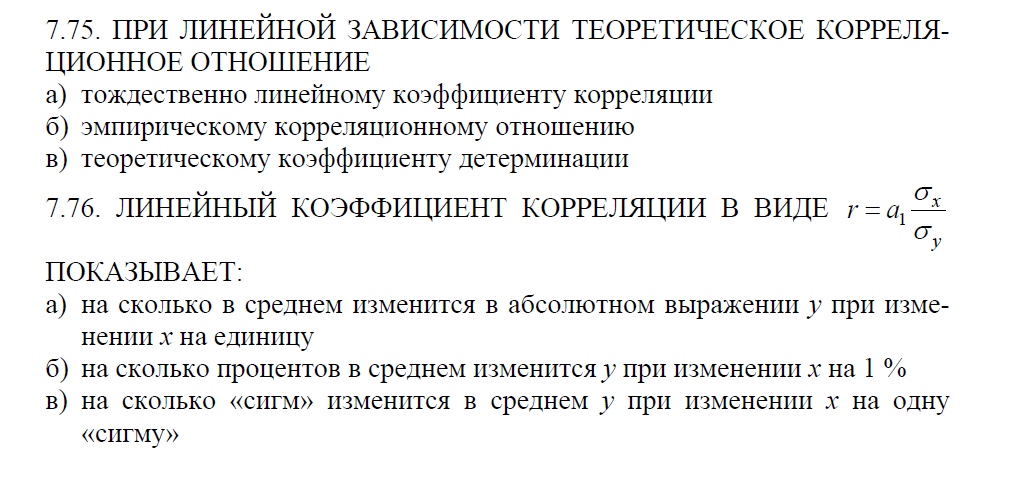 7.75. ПРИ ЛИНЕЙНОЙ ЗАВИСИМОСТИ ТЕОРЕТИЧЕСКОЕ КОРРЕЛЯ-
ЦИОННОЕ ОТНОШЕНИЕ
а) тождественно линейному коэффициенту корреляции
б) эмпирическому корреляционному отношению
в) теоретическому коэффициенту детерминации
7.76. ЛИНЕЙНЫЙ КОЭФФИЦИЕНТ КОРРЕЛЯЦИИ В ВИДЕ r = a₁ σₓ/σᵧ
ПОКАЗЫВАЕТ:
а) на сколько в среднем изменится в абсолютном выражении y при изме-
нении x на единицу
б) на сколько процентов в среднем изменится y при изменении x на 1 %
в) на сколько «сигм» изменится в среднем y при изменении x на одну
«сигму»